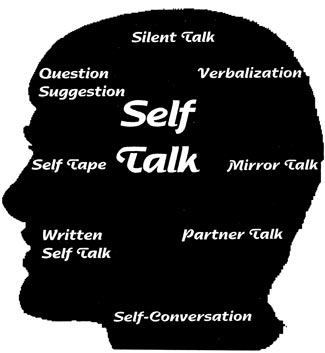 Silent Talk
Question
Suggestion
Verbalization
Self
Talk
Self Tape
Mirror Talk
Written
Self Talk
Partner Talk
Self-Conversation